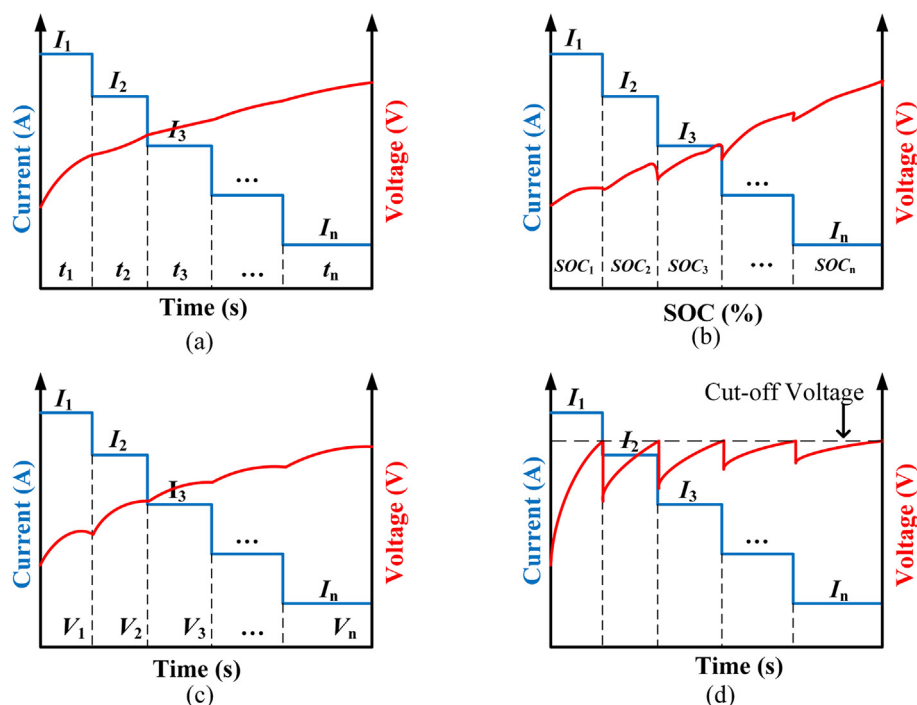 I1
I2
I3
...
In
Current (A)
Voltage (V)
t1 t2 t3 ... tn
Time (s)
(a)
I1
I2
I3
...
In
Current (A)
Voltage (V)
SOC1 SOC2 SOC3 ... SOCn
SOC (%)
(b)
I1
I2
I3
...
In
Current (A)
Voltage (V)
V1 V2 V3 ... Vn
Time (s)
(c)
Cut-off Voltage
I1
I2
I3
...
In
Current (A)
Voltage (V)
Time (s)
(d)